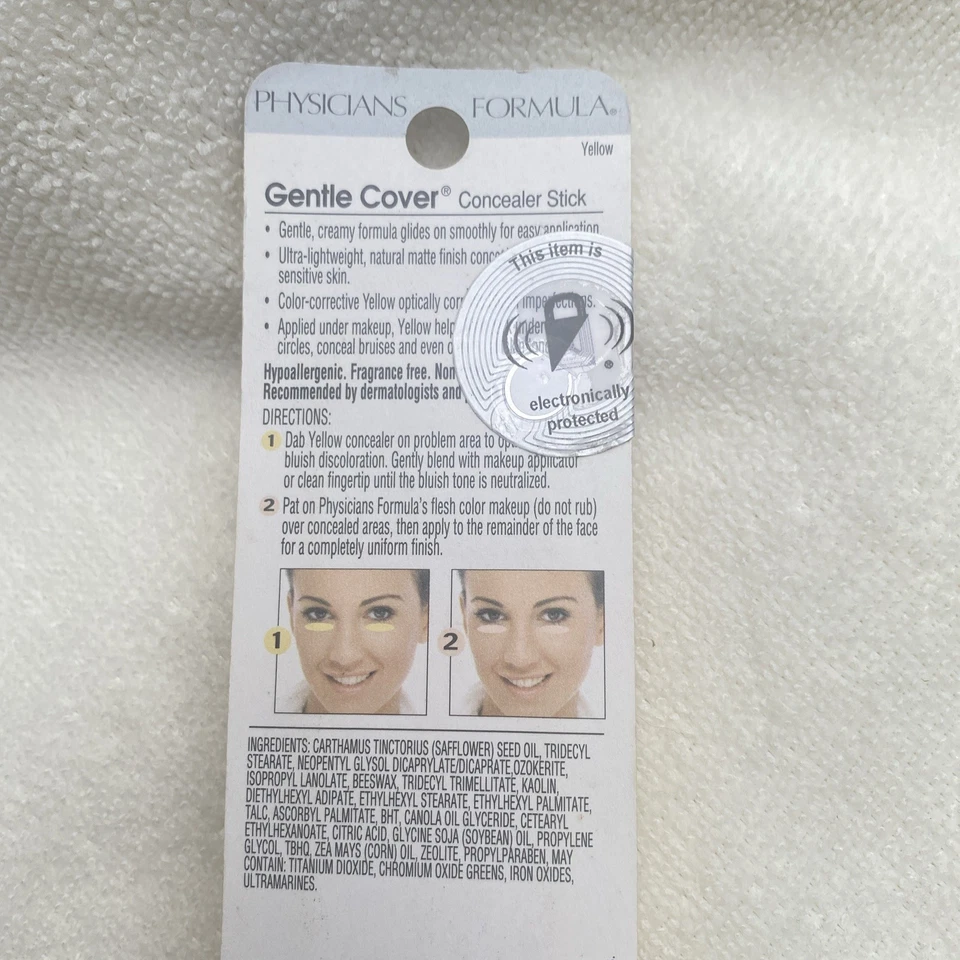 PHYSICIANS FORMULA®
Yellow
Gentle Cover® Concealer Stick
• Gentle, creamy formula glides on smoothly for easy application.
• Ultra-lightweight, natural matte finish
sensitive skin.
• Color-corrective Yellow optically imperfections.
• Applied under makeup, Yellow under
circles, conceal bruises and even
Hypoallergenic. Fragrance free.
Recommended by dermatologists and
This item is
®
electronically
protected
DIRECTIONS:
1 Dab Yellow concealer on problem area to
bluish discoloration. Gently blend with makeup applicator
or clean fingertip until the bluish tone is neutralized.
2 Pat on Physicians Formula's flesh color makeup (do not rub)
over concealed areas, then apply to the remainder of the face
for a completely uniform finish.
1 2
INGREDIENTS: CARTHAMUS TINCTORIUS (SAFFLOWER) SEED OIL, TRIDECYL
STEARATE, NEOPENTYL GLYSOL DICAPRYLATE/DICAPRATE,OZOKERITE,
ISOPROPYL LANOLATE, BEESWAX, TRIDECYL TRIMELLITATE, KAOLIN,
DIETHYLHEXYL ADIPATE, ETHYLHEXYL STEARATE, ETHYLHEXYL PALMITATE,
TALC, ASCORBYL PALMITATE, BHT, CANOLA OIL GLYCERIDE, CETEARYL
ETHYLHEXANOATE, CITRIC ACID, GLYCINE SOJA (SOYBEAN) OIL, PROPYLENE
GLYCOL, TBHQ, ZEA MAYS (CORN) OIL, ZEOLITE, PROPYLPARABEN, MAY
CONTAIN: TITANIUM DIOXIDE, CHROMIUM OXIDE GREENS, IRON OXIDES,
ULTRAMARINES.